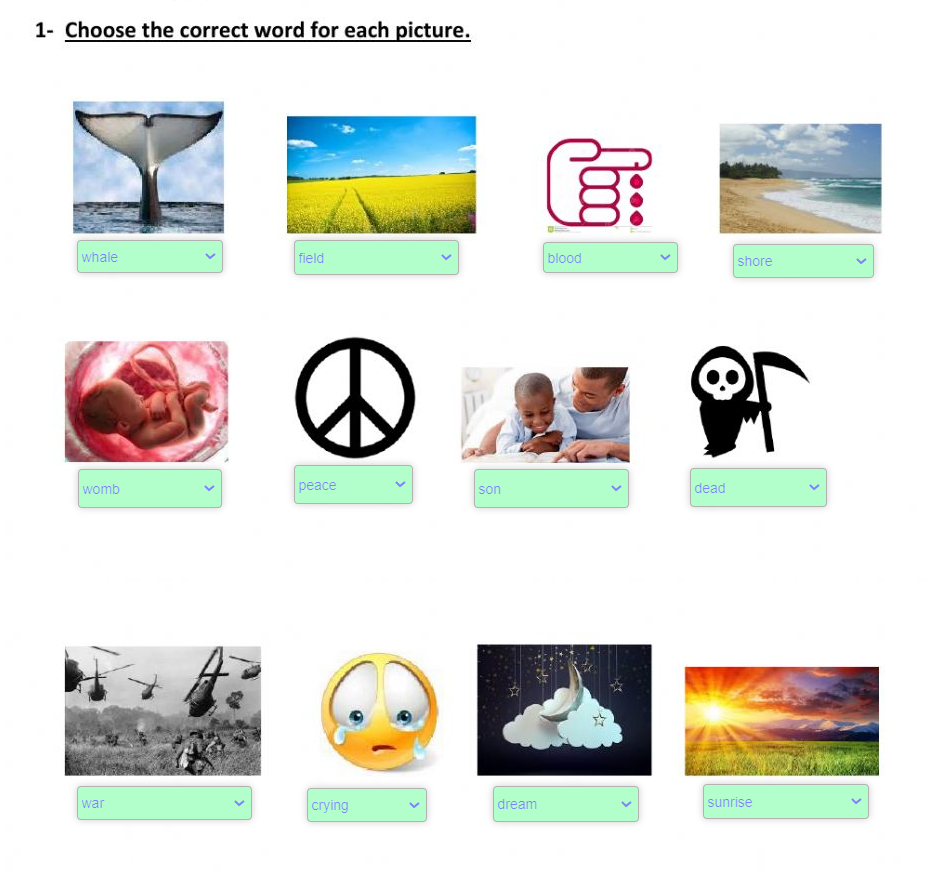 1- Choose the correct word for each picture.
whale field blood shore
womb peace son dead
war crying dream sunrise